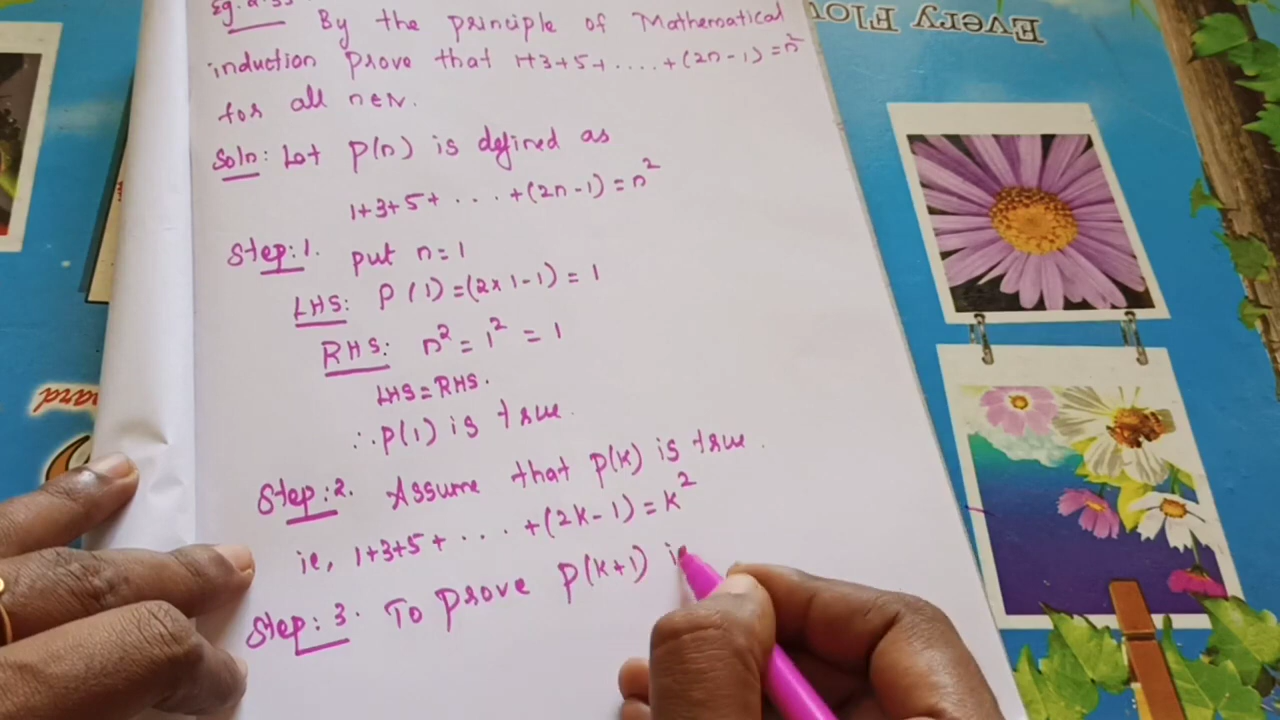 By the principle of Mathematical
induction prove that 1+3+5+.....+(2n-1)=n²
for all n∈N.
Soln: Let P(n) is defined as
1+3+5+ . . . +(2n-1)=n²
Step:1. put n=1
LHS: P(1)=(2×1-1)=1
RHS: n²=1²=1
LHS=RHS.
∴P(1) is true.
Step:2. Assume that P(k) is true.
ie, 1+3+5+ . . . +(2k-1)=k²
Step:3. To prove P(k+1) is
Every Flo